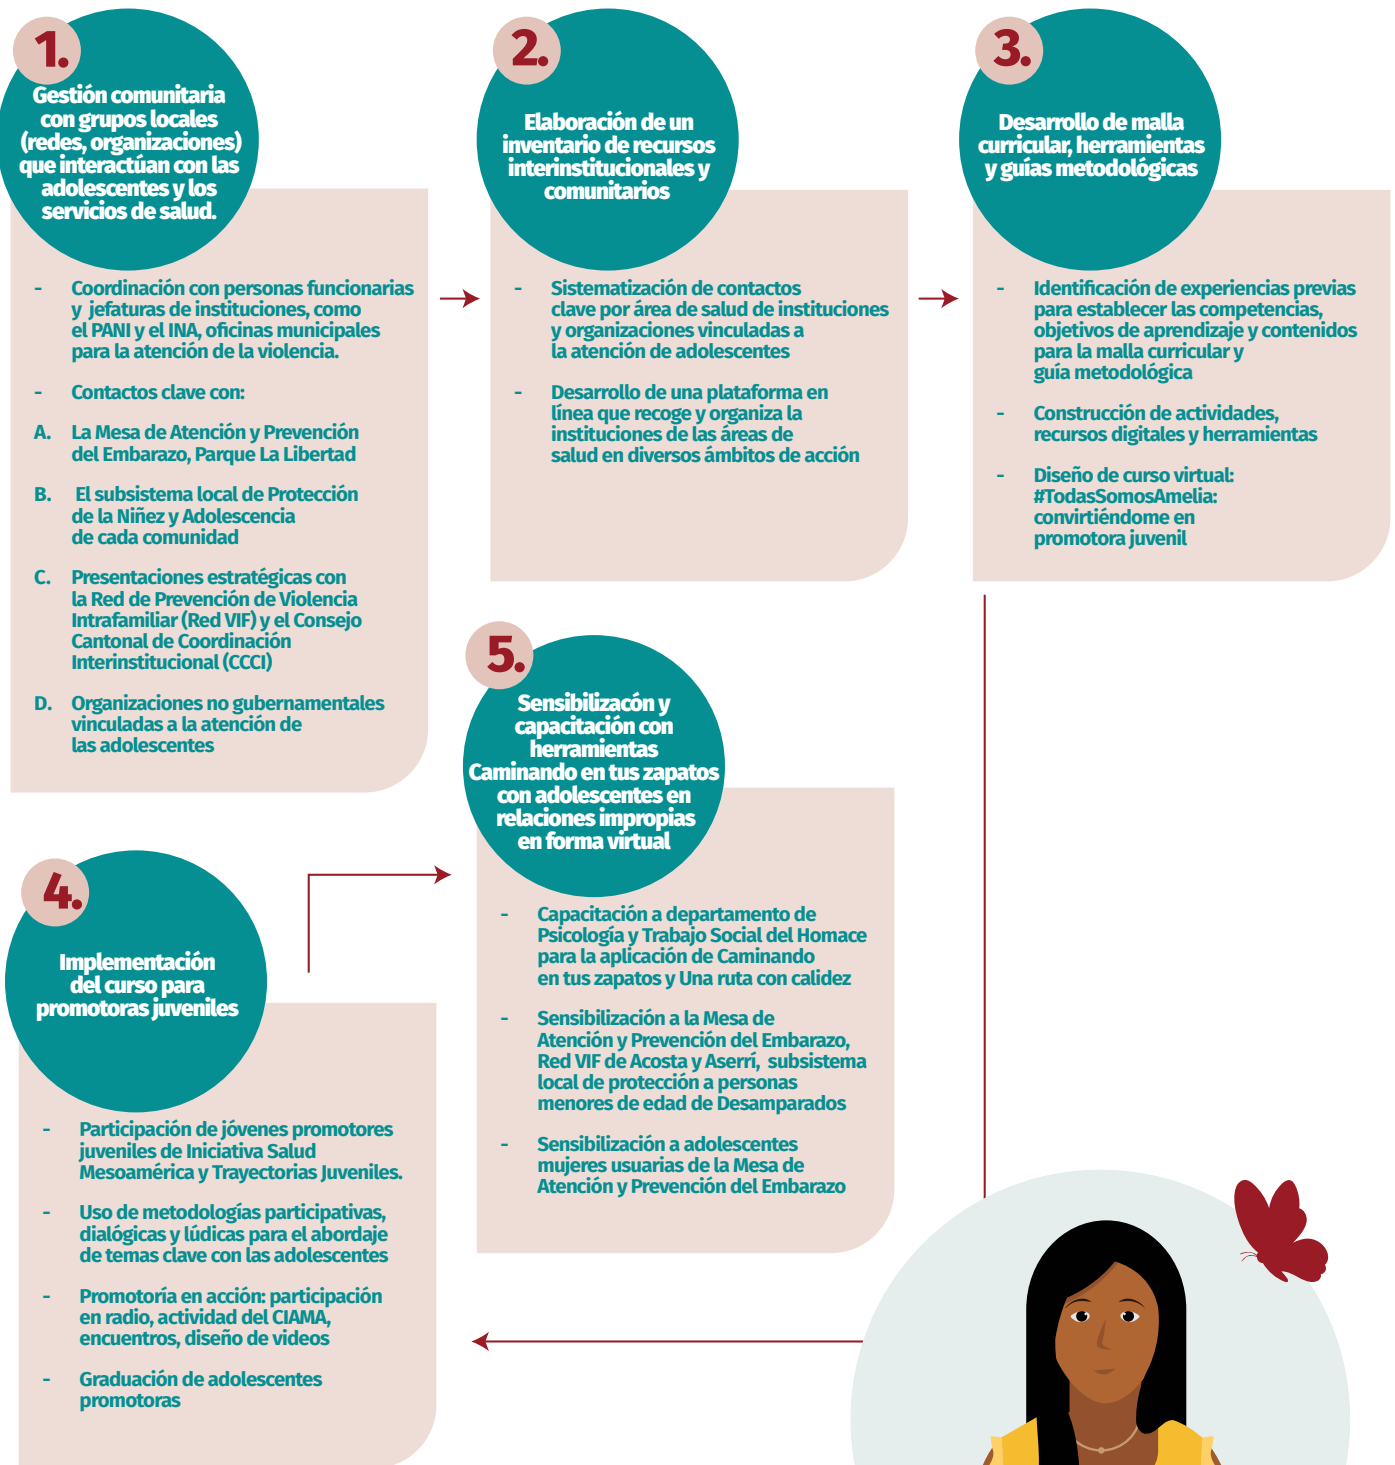 1.
Gestión comunitaria
con grupos locales
(redes, organizaciones)
que interactúan con las
adolescentes y los
servicios de salud.
- Coordinación con personas funcionarias
y jefaturas de instituciones, como
el PANI y el INA, oficinas municipales
para la atención de la violencia.
- Contactos clave con:
A. La Mesa de Atención y Prevención
del Embarazo, Parque La Libertad
B. El subsistema local de Protección
de la Niñez y Adolescencia
de cada comunidad
C. Presentaciones estratégicas con
la Red de Prevención de Violencia
Intrafamiliar (Red VIF) y el Consejo
Cantonal de Coordinación
Interinstitucional (CCCI)
D. Organizaciones no gubernamentales
vinculadas a la atención de
las adolescentes
2.
Elaboración de un
inventario de recursos
interinstitucionales y
comunitarios
- Sistematización de contactos
clave por área de salud de instituciones
y organizaciones vinculadas a
la atención de adolescentes
- Desarrollo de una plataforma en
línea que recoge y organiza la
instituciones de las áreas de
salud en diversos ámbitos de acción
3.
Desarrollo de malla
curricular, herramientas
y guías metodológicas
- Identificación de experiencias previas
para establecer las competencias,
objetivos de aprendizaje y contenidos
para la malla curricular y
guía metodológica
- Construcción de actividades,
recursos digitales y herramientas
- Diseño de curso virtual:
#TodasSomosAmelia:
convirtiéndome en
promotora juvenil
4.
Implementación
del curso para
promotoras juveniles
- Participación de jóvenes promotores
juveniles de Iniciativa Salud
Mesoamérica y Trayectorias Juveniles.
- Uso de metodologías participativas,
dialógicas y lúdicas para el abordaje
de temas clave con las adolescentes
- Promotoría en acción: participación
en radio, actividad del CIAMA,
encuentros, diseño de videos
- Graduación de adolescentes
promotoras
5.
Sensibilizacón y
capacitación con
herramientas
Caminando en tus zapatos
con adolescentes en
relaciones impropias
en forma virtual
- Capacitación a departamento de
Psicología y Trabajo Social del Homace
para la aplicación de Caminando
en tus zapatos y Una ruta con calidez
- Sensibilización a la Mesa de
Atención y Prevención del Embarazo,
Red VIF de Acosta y Aserrí, subsistema
local de protección a personas
menores de edad de Desamparados
- Sensibilización a adolescentes
mujeres usuarias de la Mesa de
Atención y Prevención del Embarazo